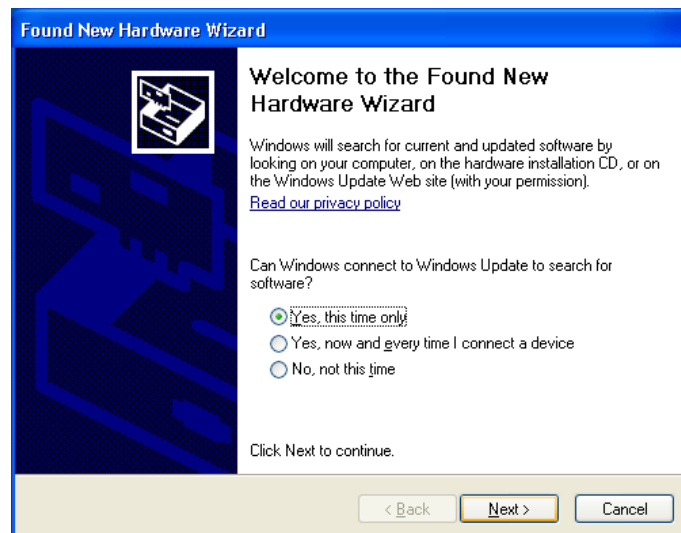 Found New Hardware Wizard
Welcome to the Found New
Hardware Wizard
Windows will search for current and updated software by
looking on your computer, on the hardware installation CD, or on
the Windows Update Web site (with your permission).
Read our privacy policy
Can Windows connect to Windows Update to search for
software?
Yes, this time only
Yes, now and every time I connect a device
No, not this time
Click Next to continue.
< Back Next > Cancel